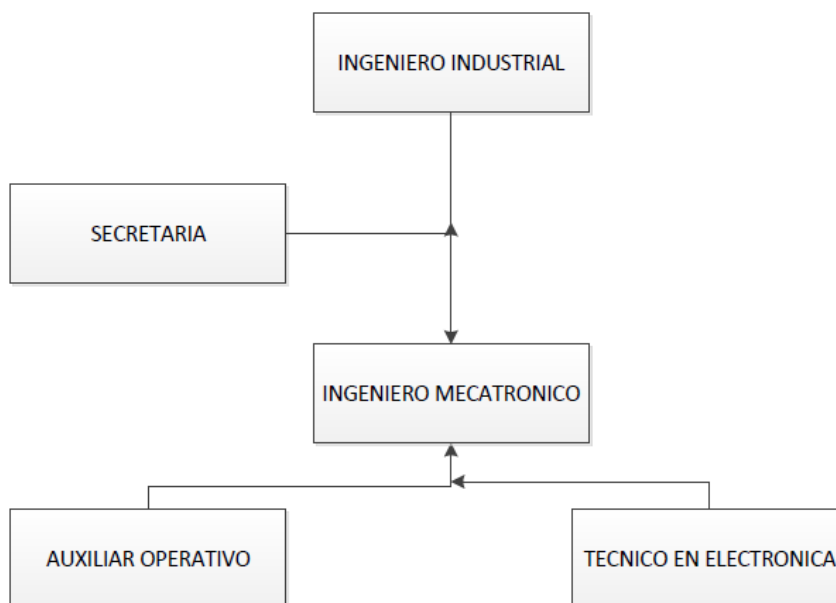 INGENIERO INDUSTRIAL
SECRETARIA
INGENIERO MECATRONICO
AUXILIAR OPERATIVO
TECNICO EN ELECTRONICA